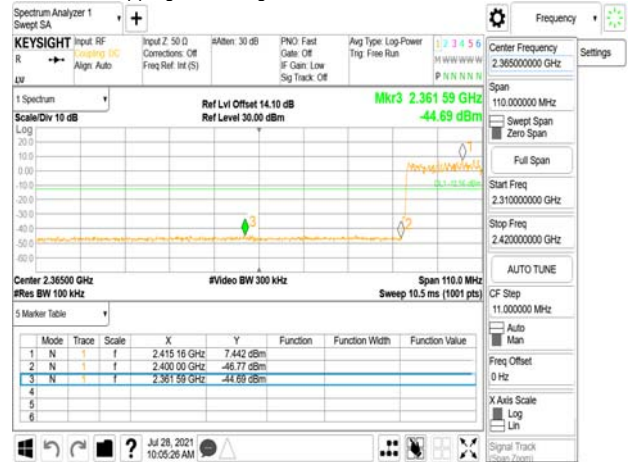 Spectrum Analyzer 1
Swept SA
+
Frequency
KEYSIGHT
R
Input: RF
Coupling: DC
Align: Auto
Input Z: 50 Ω
Corrections: Off
Freq Ref: Int (S)
#Atten: 30 dB
PNO: Fast
Gate: Off
IF Gain: Low
Sig Track: Off
Avg Type: Log-Power
Trig: Free Run
1 2 3 4 5 6
M W W W W W
P N N N N N
Center Frequency
2.365000000 GHz
Settings
Span
110.000000 MHz
Swept Span
Zero Span
Full Span
Start Freq
2.310000000 GHz
Stop Freq
2.420000000 GHz
AUTO TUNE
CF Step
11.000000 MHz
Auto
Man
Freq Offset
0 Hz
X Axis Scale
Log
Lin
Signal Track
(Span Zoom)
1 Spectrum
Scale/Div 10 dB
Log
Ref Lvl Offset 14.10 dB
Ref Level 30.00 dBm
Mkr3 2.361 59 GHz
-44.69 dBm
20.0
10.0
0.00
-10.0
-20.0
-30.0
-40.0
-50.0
-60.0
1
2
3
Center 2.36500 GHz
#Res BW 100 kHz
#Video BW 300 kHz
Span 110.0 MHz
Sweep 10.5 ms (1001 pts)
5 Marker Table
Mode Trace Scale X Y Function Function Width Function Value
1 N 1 f 2.415 16 GHz 7.442 dBm
2 N 1 f 2.400 00 GHz -46.77 dBm
3 N 1 f 2.361 59 GHz -44.69 dBm
4
5
6
?
Jul 28, 2021
10:05:26 AM